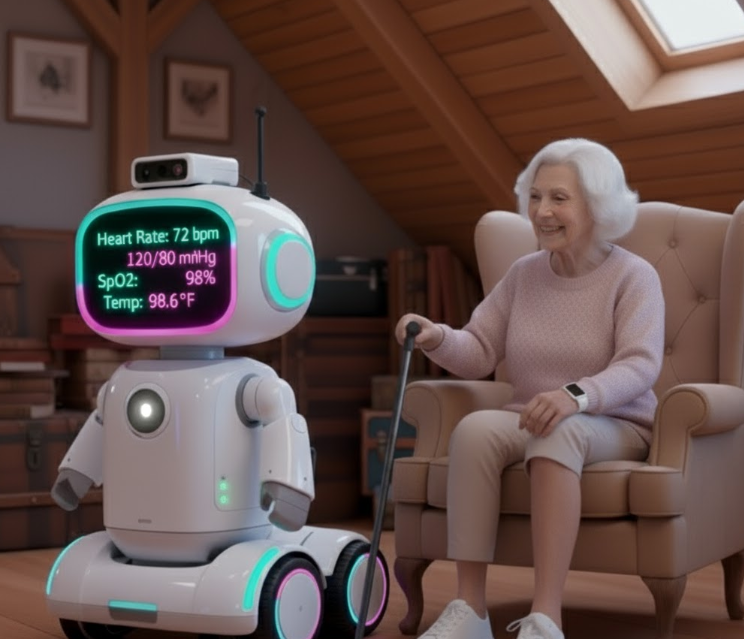 Heart Rate: 72 bpm
120/80 mmHg
SpO2: 98%
Temp: 98.6°F